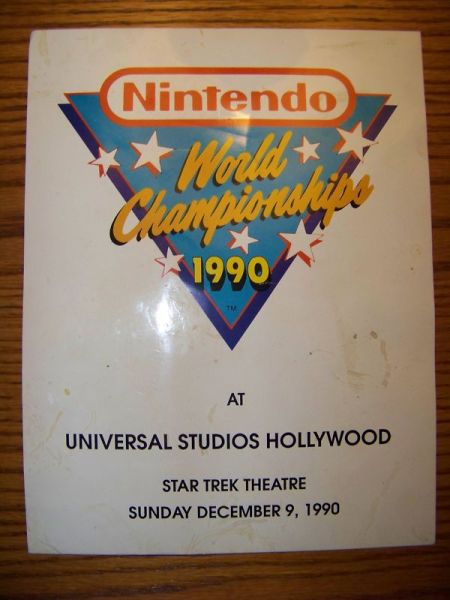 Nintendo
World
Championships
1990
TM
AT
UNIVERSAL STUDIOS HOLLYWOOD
STAR TREK THEATRE
SUNDAY DECEMBER 9, 1990